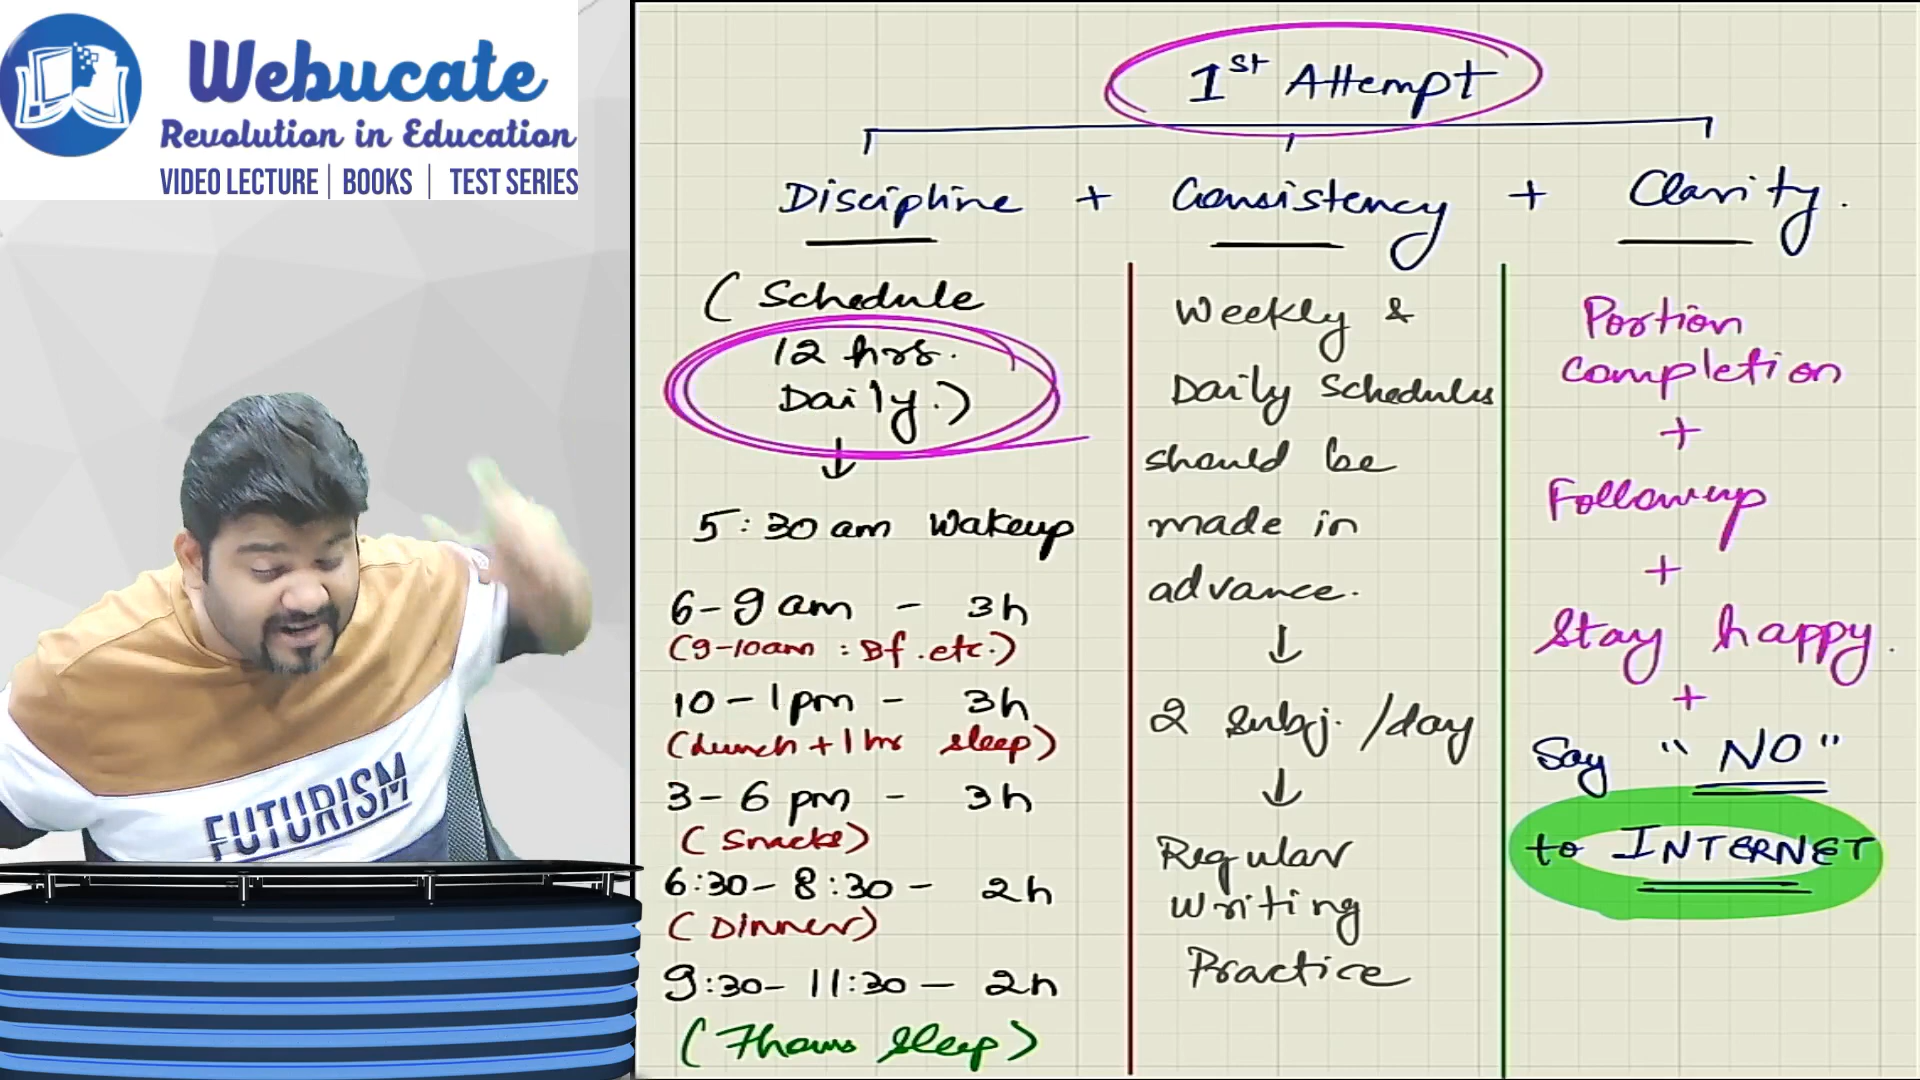 Webucate
Revolution in Education
VIDEO LECTURE | BOOKS | TEST SERIES
FUTURISM
1st Attempt
Discipline + Consistency + Clarity.
(Schedule
12 hrs.
Daily.)
↓
5:30 am Wakeup
6-9 am - 3h
(9-10am : Bf. etc.)
10-1pm - 3h
(Lunch + 1 hr sleep)
3-6 pm - 3h
(Snacks)
6:30-8:30 - 2h
(Dinner)
9:30-11:30 - 2h
(7hours sleep)
Weekly &
Daily Schedules
should be
made in
advance.
↓
2 subj. /day
↓
Regular
Writing
Practice
Portion
completion
+
Followup
+
Stay happy.
+
Say "NO"
to INTERNET